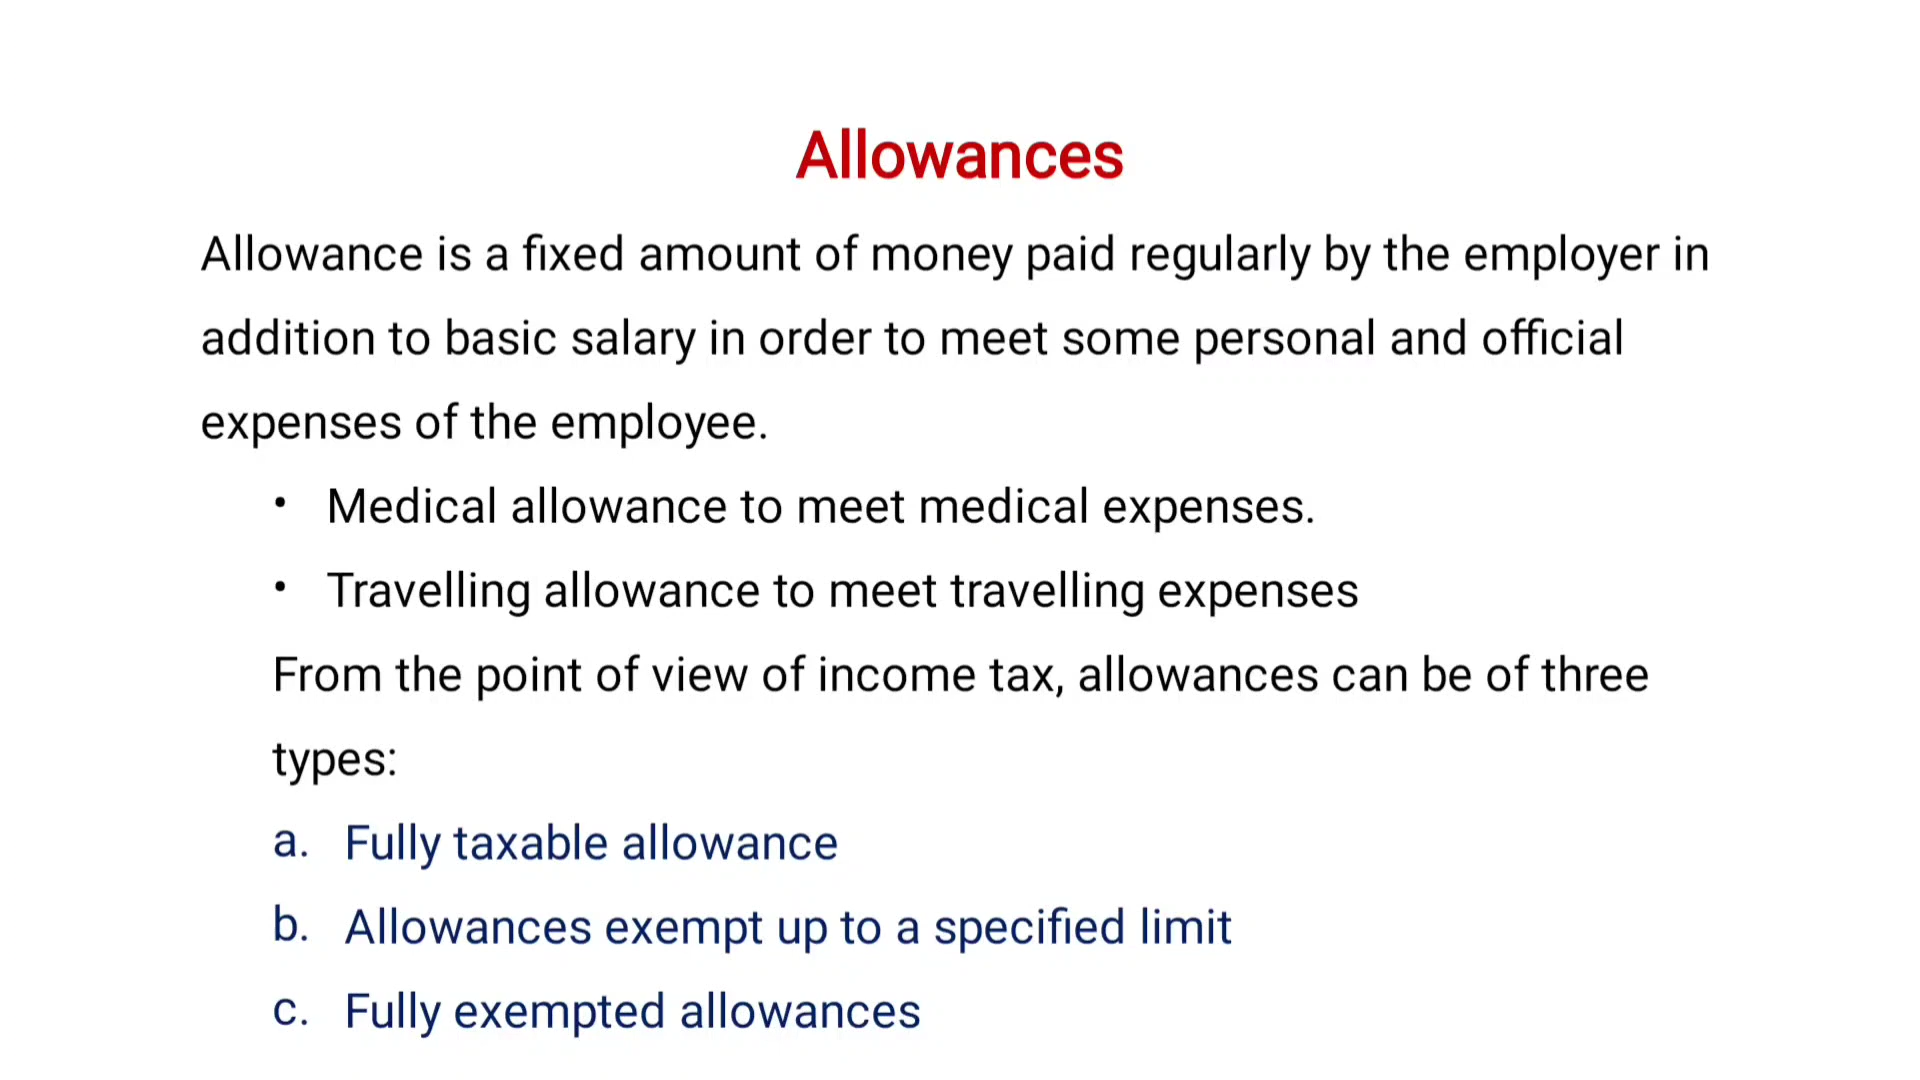 Allowances
Allowance is a fixed amount of money paid regularly by the employer in
addition to basic salary in order to meet some personal and official
expenses of the employee.
• Medical allowance to meet medical expenses.
• Travelling allowance to meet travelling expenses
From the point of view of income tax, allowances can be of three
types:
a. Fully taxable allowance
b. Allowances exempt up to a specified limit
c. Fully exempted allowances